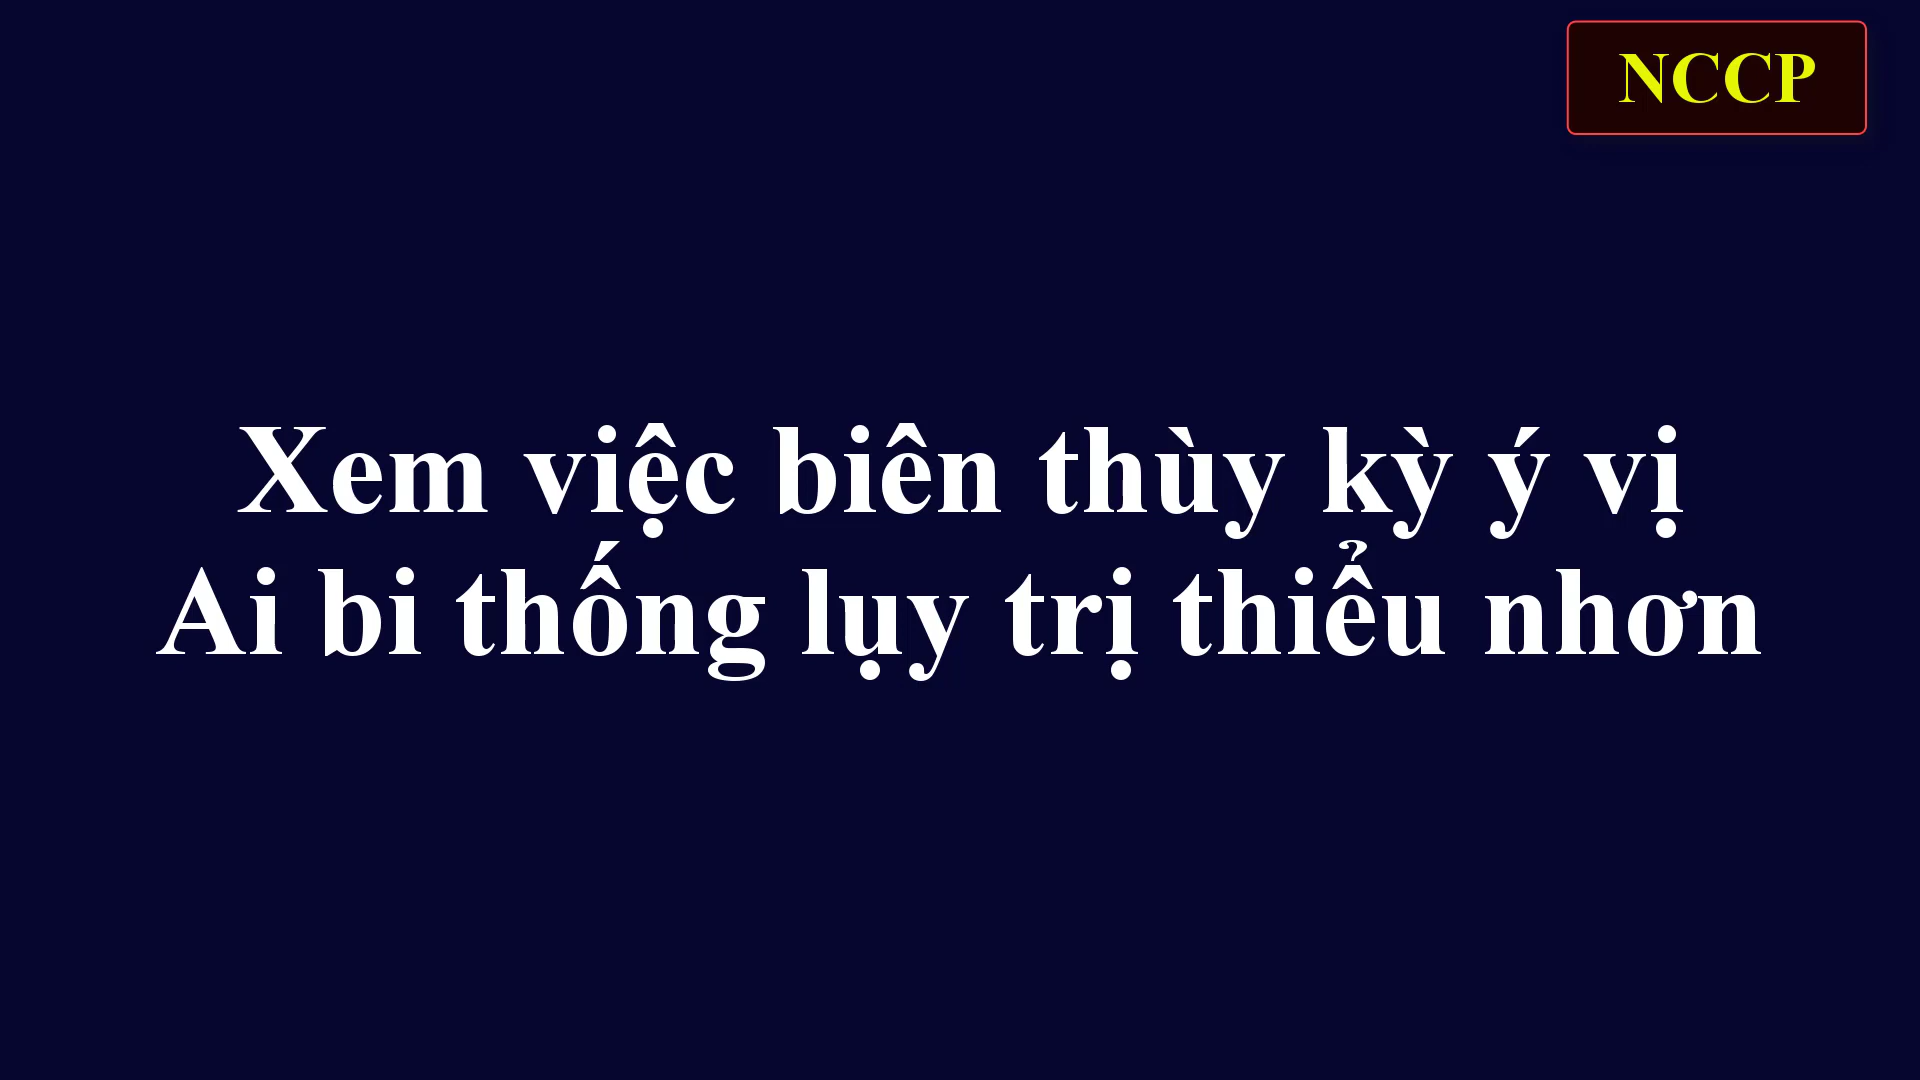 NCCP
Xem việc biên thùy kỳ ý vị
Ai bi thống lụy trị thiểu nhơn